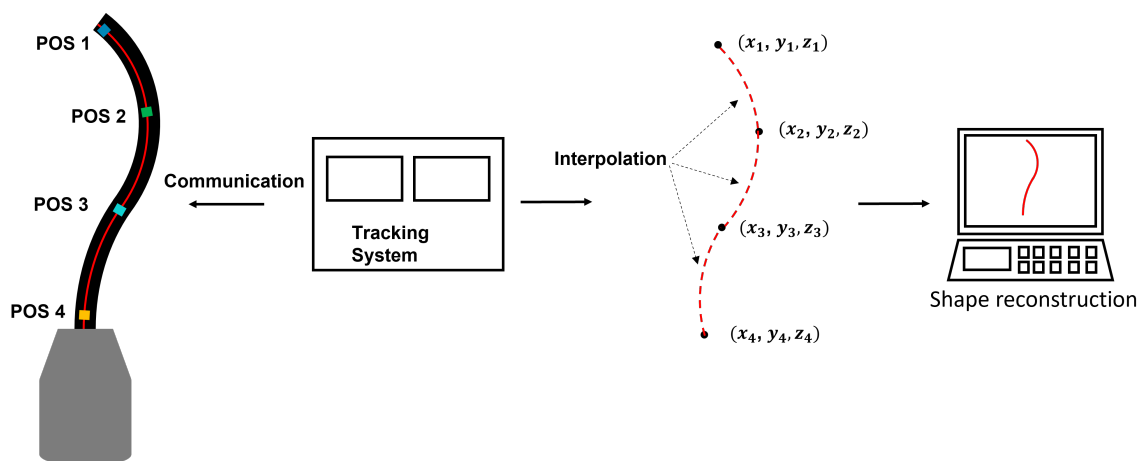 POS 1
POS 2
POS 3
POS 4
Communication
Tracking
System
Interpolation
(x₁, y₁, z₁)
(x₂, y₂, z₂)
(x₃, y₃, z₃)
(x₄, y₄, z₄)
Shape reconstruction